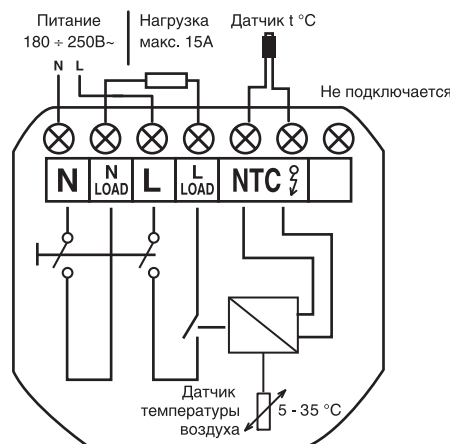 Питание
180 ÷ 250В~
N L
Нагрузка
макс. 15А
Датчик t °C
Не подключается
N
N
LOAD
L
L
LOAD
NTC
Датчик
температуры
воздуха
5 - 35 °C